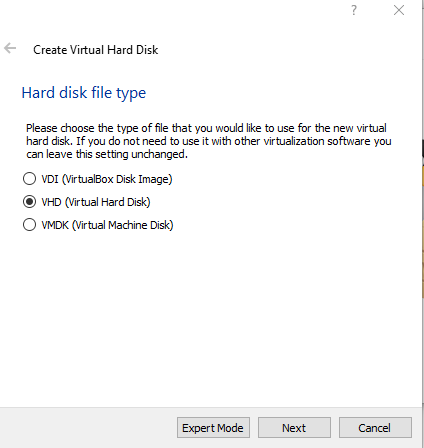 ?
Create Virtual Hard Disk
Hard disk file type
Please choose the type of file that you would like to use for the new virtual
hard disk. If you do not need to use it with other virtualization software you
can leave this setting unchanged.
VDI (VirtualBox Disk Image)
VHD (Virtual Hard Disk)
VMDK (Virtual Machine Disk)
Expert Mode Next Cancel